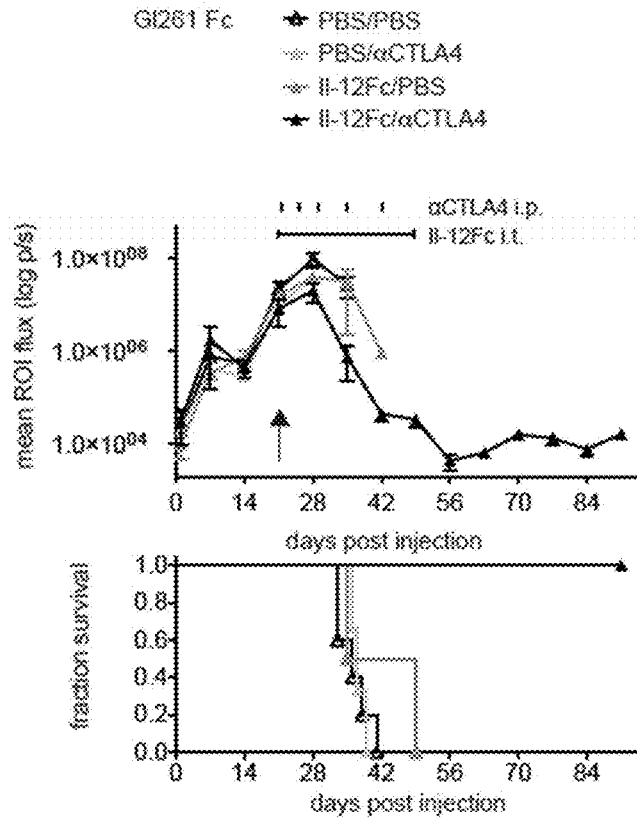 Gl261 Fc
PBS/PBS
PBS/αCTLA4
Il-12Fc/PBS
Il-12Fc/αCTLA4
αCTLA4 i.p.
Il-12Fc i.t.
mean ROI flux (log p/s)
1.0×10⁰⁸
1.0×10⁰⁶
1.0×10⁰⁴
0 14 28 42 56 70 84
days post injection
fraction survival
1.0
0.8
0.6
0.4
0.2
0.0
0 14 28 42 56 70 84
days post injection